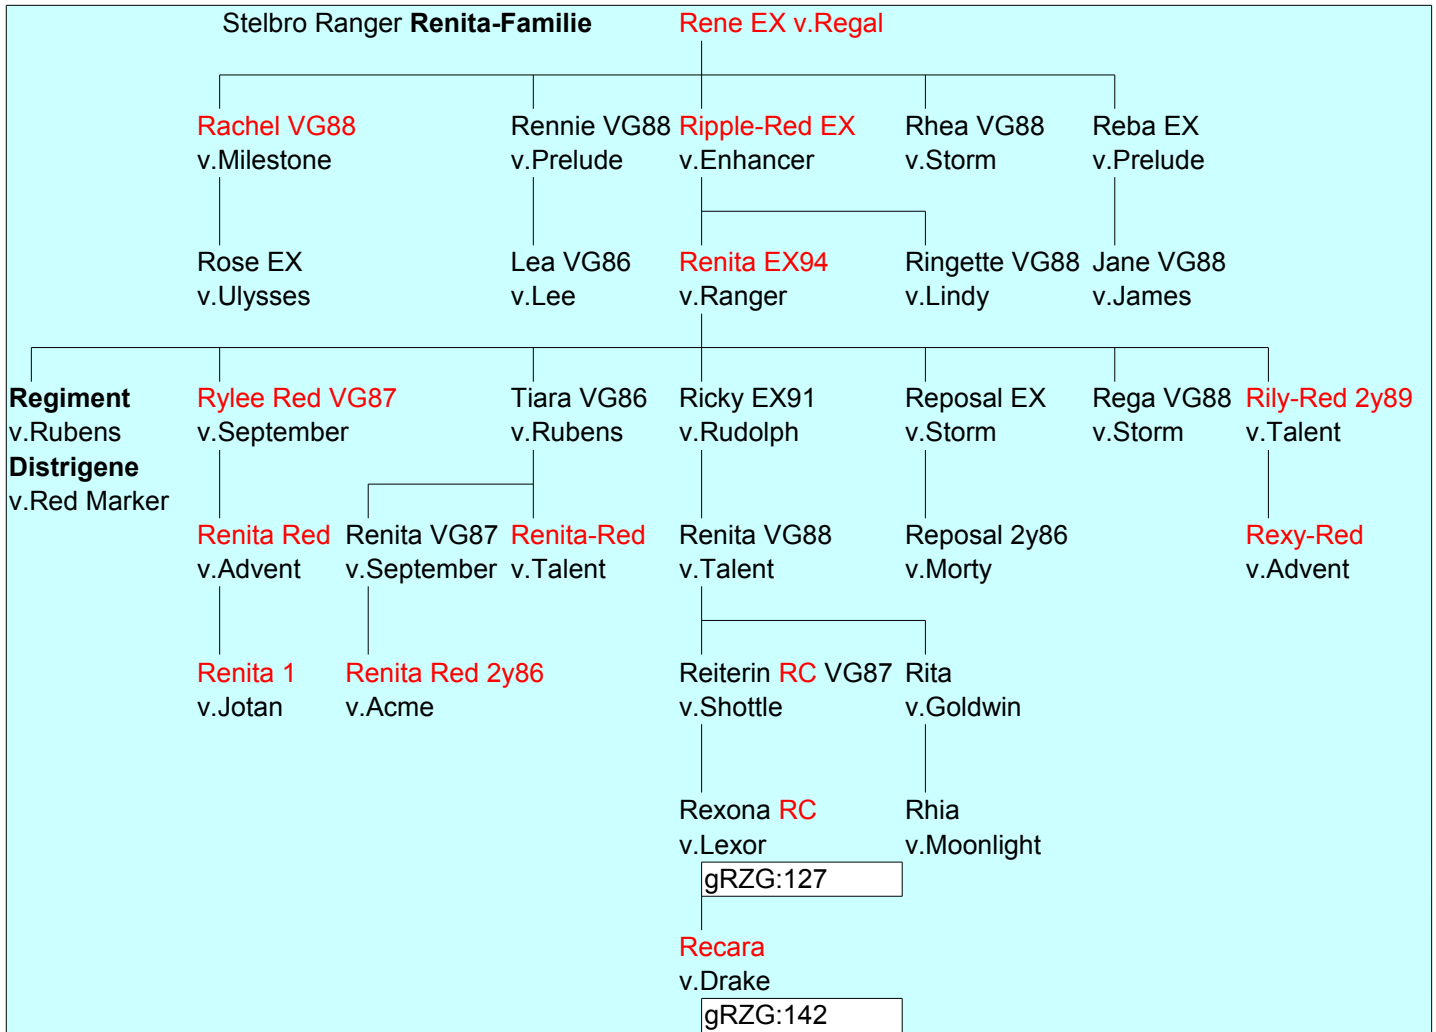 Stelbro Ranger Renita-Familie Rene EX v.Regal
Rachel VG88 Rennie VG88 Ripple-Red EX Rhea VG88 Reba EX
v.Milestone v.Prelude v.Enhancer v.Storm v.Prelude
Rose EX Lea VG86 Renita EX94 Ringette VG88 Jane VG88
v.Ulysses v.Lee v.Ranger v.Lindy v.James
Regiment Rylee Red VG87 Tiara VG86 Ricky EX91 Reposal EX Rega VG88 Rily-Red 2y89
v.Rubens v.September v.Rubens v.Rudolph v.Storm v.Storm v.Talent
Distrigene
v.Red Marker
Renita Red Renita VG87 Renita-Red Renita VG88 Reposal 2y86 Rexy-Red
v.Advent v.September v.Talent v.Talent v.Morty v.Advent
Renita 1 Renita Red 2y86 Reiterin RC VG87 Rita
v.Jotan v.Acme v.Shottle v.Goldwin
Rexona RC Rhia
v.Lexor v.Moonlight
gRZG:127
Recara
v.Drake
gRZG:142